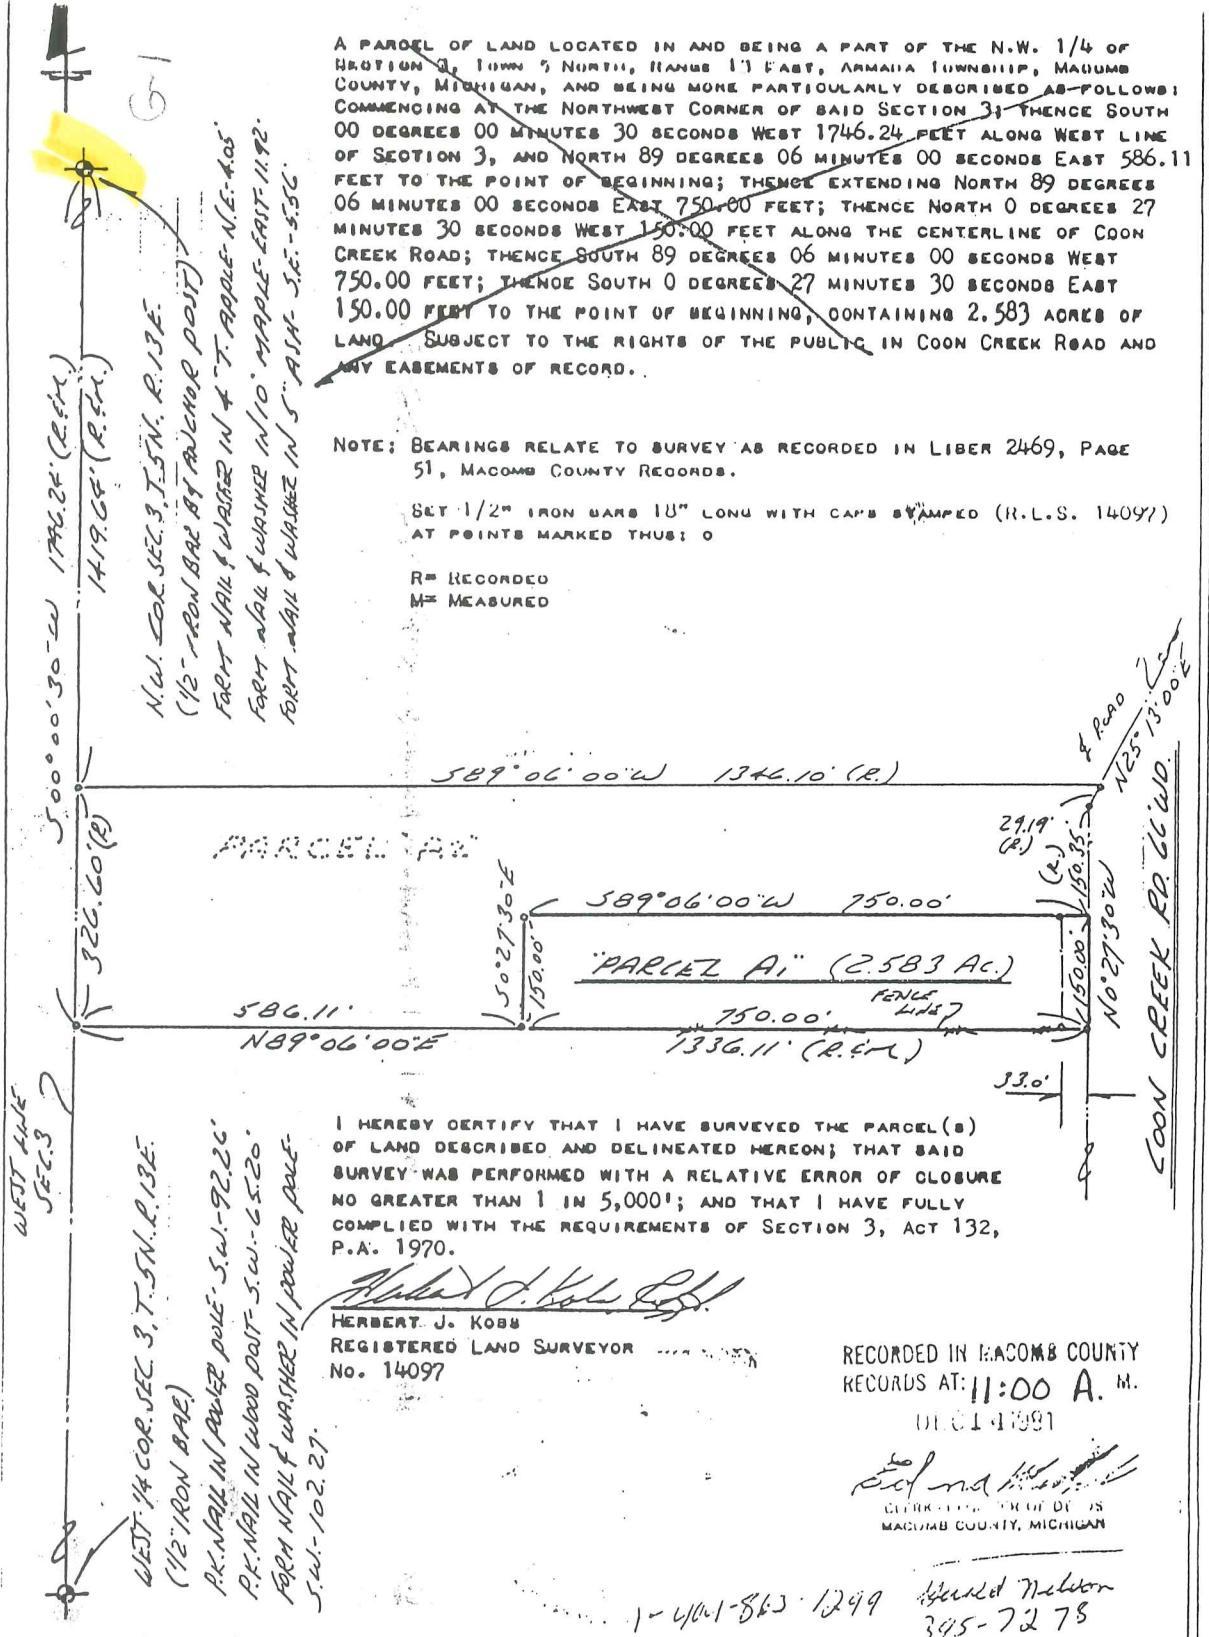 A PARCEL OF LAND LOCATED IN AND BEING A PART OF THE N.W. 1/4 OF
SECTION 3, TOWN 5 NORTH, RANGE 13 EAST, ARMADA TOWNSHIP, MACOMB
COUNTY, MICHIGAN, AND BEING MORE PARTICULARLY DESCRIBED AS FOLLOWS:
COMMENCING AT THE NORTHWEST CORNER OF SAID SECTION 3; THENCE SOUTH
00 DEGREES 00 MINUTES 30 SECONDS WEST 1746.24 FEET ALONG WEST LINE
OF SECTION 3, AND NORTH 89 DEGREES 06 MINUTES 00 SECONDS EAST 586.11
FEET TO THE POINT OF BEGINNING; THENCE EXTENDING NORTH 89 DEGREES
06 MINUTES 00 SECONDS EAST 750.00 FEET; THENCE NORTH 0 DEGREES 27
MINUTES 30 SECONDS WEST 150.00 FEET ALONG THE CENTERLINE OF COON
CREEK ROAD; THENCE SOUTH 89 DEGREES 06 MINUTES 00 SECONDS WEST
750.00 FEET; THENCE SOUTH 0 DEGREES 27 MINUTES 30 SECONDS EAST
150.00 FEET TO THE POINT OF BEGINNING, CONTAINING 2.583 ACRES OF
LAND. SUBJECT TO THE RIGHTS OF THE PUBLIC IN COON CREEK ROAD AND
ANY EASEMENTS OF RECORD.
G-1
N.W. COR. SEC. 3, T.5N. R.13E.
(1/2" IRON BAR BY ANCHOR POST)
FORM NAIL & WASHER IN 4" T. APPLE - N.E. - 4.05'
FORM NAIL & WASHER IN 10" MAPLE - EAST - 11.92'
FORM NAIL & WASHER IN 5" ASH - S.E. - 5.56'
NOTE: BEARINGS RELATE TO SURVEY AS RECORDED IN LIBER 2469, PAGE
51, MACOMB COUNTY RECORDS.
SET 1/2" IRON BARS 18" LONG WITH CAPS STAMPED (R.L.S. 14097)
AT POINTS MARKED THUS: O
R= RECORDED
M= MEASURED
S00°00'30"W 1746.24' (R.&M.)
1419.64' (R.&M.)
S89°06'00"W 1346.10' (R.)
℄ ROAD
N25°13'00"E
29.19'
(R.)
(R.) 150.35'
326.60' (R)
PARCEL "A2"
S89°06'00"W 750.00'
S0°27'30"E
150.00'
"PARCEL A1" (2.583 AC.)
FENCE
LINE
150.00'
N0°27'30"W
COON CREEK RD. 66' WD.
586.11'
N89°06'00"E
750.00'
1336.11' (R.&M.)
33.0'
WEST LINE
SEC. 3
I HEREBY CERTIFY THAT I HAVE SURVEYED THE PARCEL(S)
OF LAND DESCRIBED AND DELINEATED HEREON; THAT SAID
SURVEY WAS PERFORMED WITH A RELATIVE ERROR OF CLOSURE
NO GREATER THAN 1 IN 5,000'; AND THAT I HAVE FULLY
COMPLIED WITH THE REQUIREMENTS OF SECTION 3, ACT 132,
P.A. 1970.
HERBERT J. KOBS
REGISTERED LAND SURVEYOR
No. 14097
WEST 1/4 COR. SEC. 3, T.5N. R.13E.
(1/2" IRON BAR)
P.K. NAIL IN POWER POLE - S.W. - 92.26'
P.K. NAIL IN WOOD POST - S.W. - 65.20'
FORM NAIL & WASHER IN POWER POLE -
S.W. - 102.27'
RECORDED IN MACOMB COUNTY
RECORDS AT: 11:00 A. M.
DEC 14 1981
CLERK
MACOMB COUNTY, MICHIGAN
Nelson
395-7278